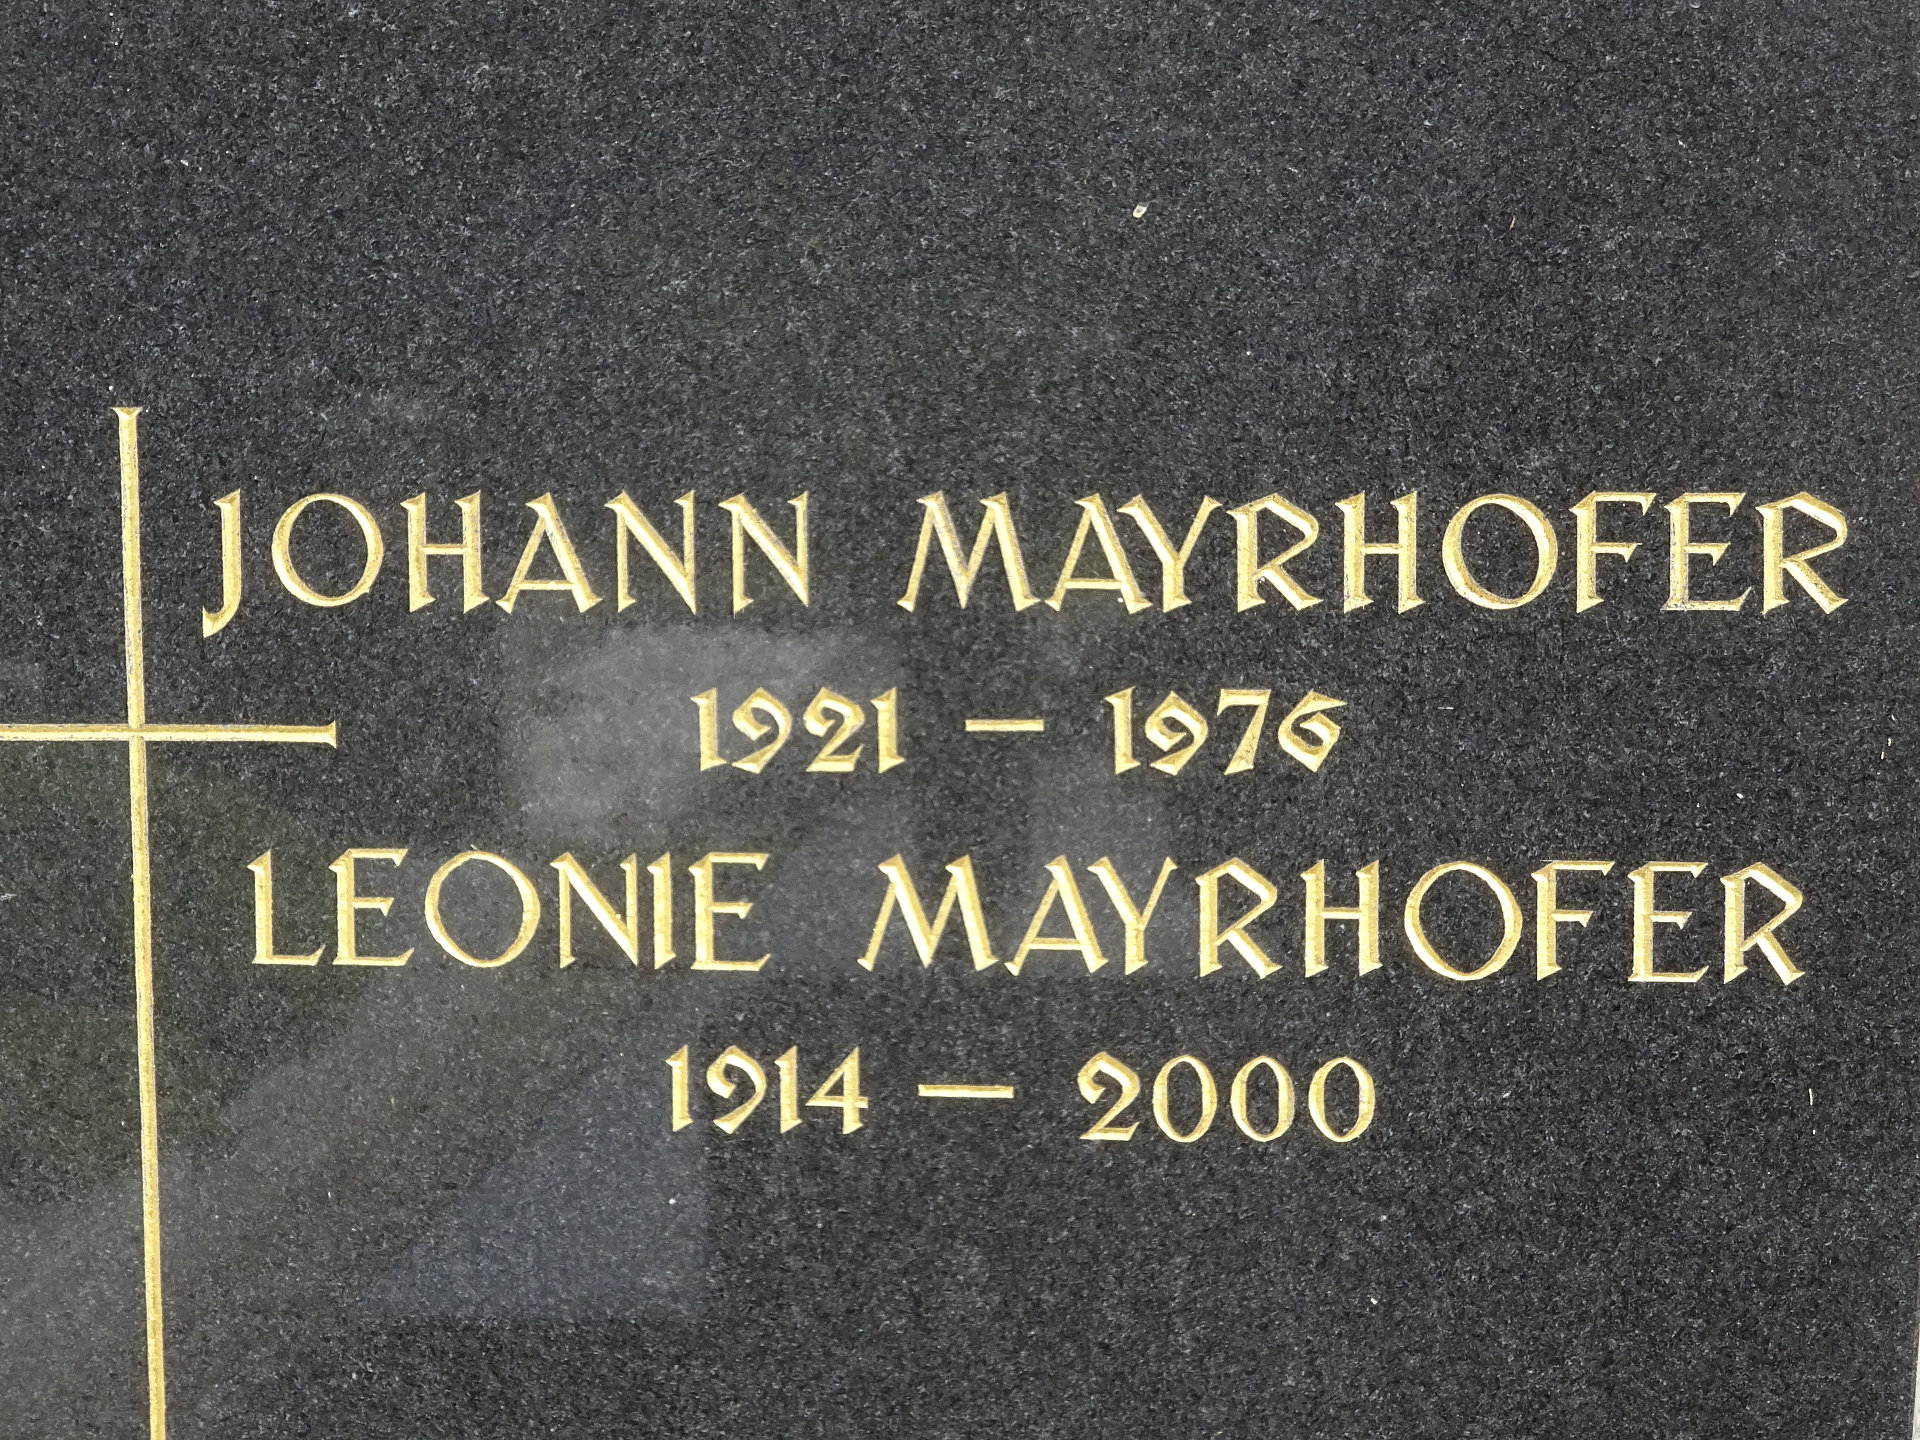 JOHANN MAYRHOFER
1921 – 1976
LEONIE MAYRHOFER
1914 – 2000